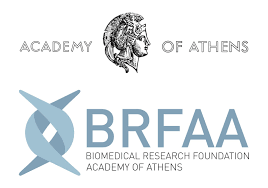 ACADEMY OF ATHENS
BRFAA
BIOMEDICAL RESEARCH FOUNDATION
ACADEMY OF ATHENS